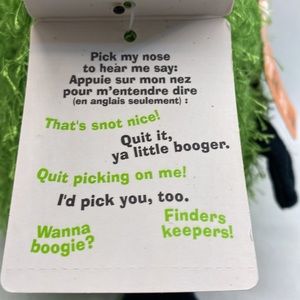 Pick my nose
to hear me say:
Appuie sur mon nez
pour m'entendre dire
(en anglais seulement) :
That's snot nice!
Quit it,
ya little booger.
Quit picking on me!
I'd pick you, too.
Wanna
boogie?
Finders
keepers!